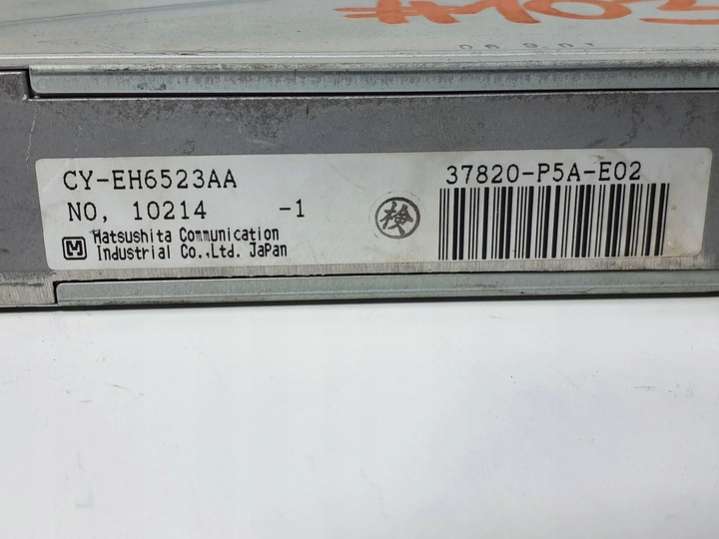 CY-EH6523AA
NO, 10214 -1
検
M Matsushita Communication
Industrial Co.,Ltd. JaPan
37820-P5A-E02